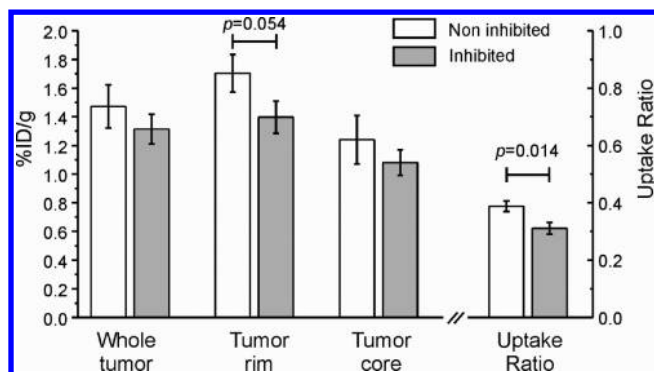 2.0
1.8
1.6
1.4
1.2
1.0
0.8
0.6
0.4
0.2
0.0
%ID/g
p=0.054
Non inhibited
Inhibited
p=0.014
1.0
0.8
0.6
0.4
0.2
0.0
Uptake Ratio
Whole
tumor
Tumor
rim
Tumor
core
//
Uptake
Ratio